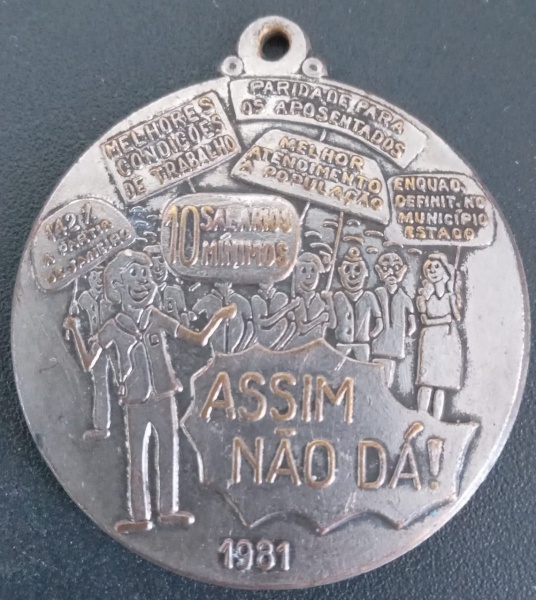 PARIDADE PARA
OS APOSENTADOS
MELHORES
CONDIÇÕES
DE TRABALHO
MELHOR
ATENDIMENTO
À POPULAÇÃO
ENQUAD.
DEFINIT. NO
MUNICÍPIO
ESTADO
A PARTIR
10 SALARIOS
MÍNIMOS
ASSIM
NÃO DÁ!
1981